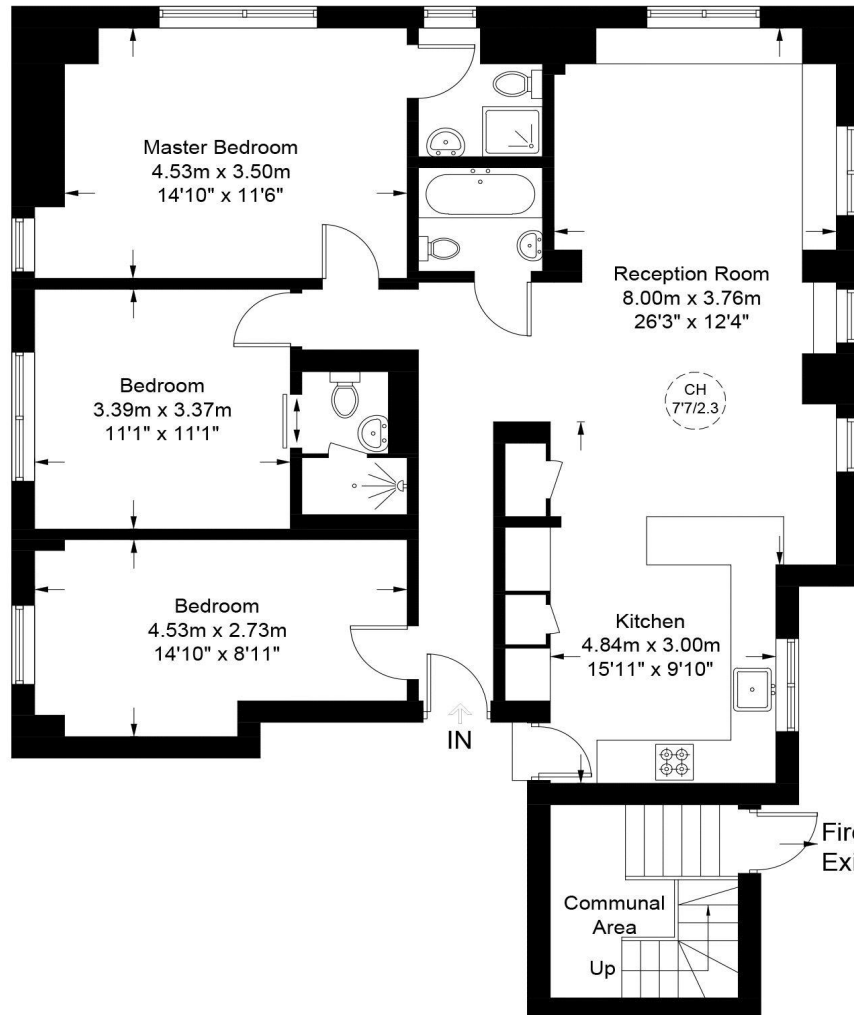 Master Bedroom
4.53m x 3.50m
14'10" x 11'6"
Reception Room
8.00m x 3.76m
26'3" x 12'4"
CH
7'7/2.3
Bedroom
3.39m x 3.37m
11'1" x 11'1"
Bedroom
4.53m x 2.73m
14'10" x 8'11"
Kitchen
4.84m x 3.00m
15'11" x 9'10"
IN
Fire
Exi
Communal
Area
Up